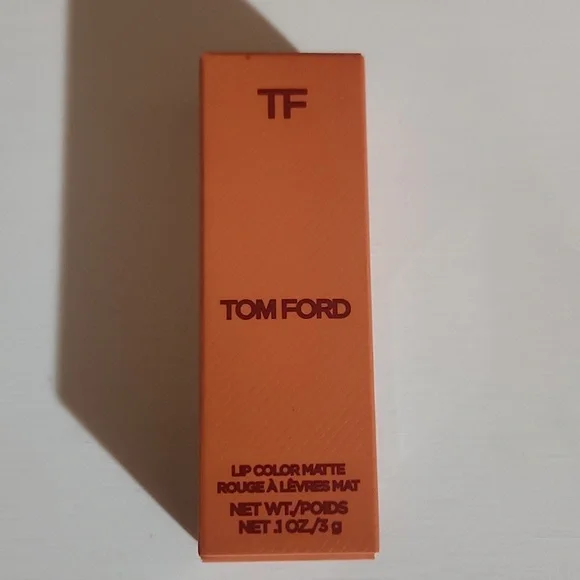 TF
TOM FORD
LIP COLOR MATTE
ROUGE À LÈVRES MAT
NET WT./POIDS
NET .1 OZ./3 g